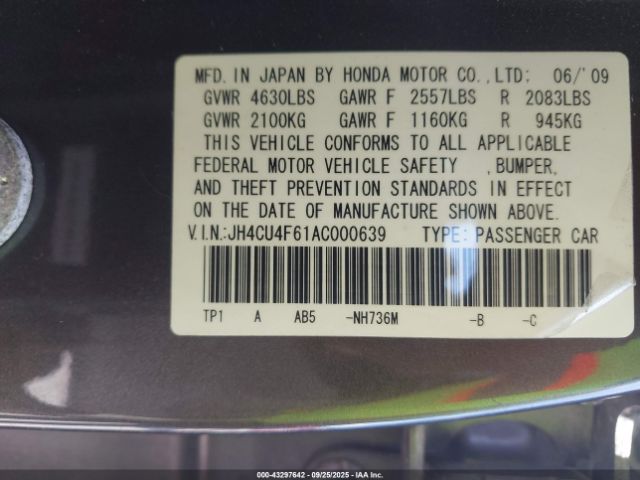 MFD. IN JAPAN BY HONDA MOTOR CO., LTD; 06/'09
GVWR 4630LBS GAWR F 2557LBS R 2083LBS
GVWR 2100KG GAWR F 1160KG R 945KG
THIS VEHICLE CONFORMS TO ALL APPLICABLE
FEDERAL MOTOR VEHICLE SAFETY , BUMPER,
AND THEFT PREVENTION STANDARDS IN EFFECT
ON THE DATE OF MANUFACTURE SHOWN ABOVE.
V.I.N.:JH4CU4F61AC000639 TYPE: PASSENGER CAR
TP1 A AB5 -NH736M -B -C
000-43297642 | 09/25/2025 | IAA Inc.